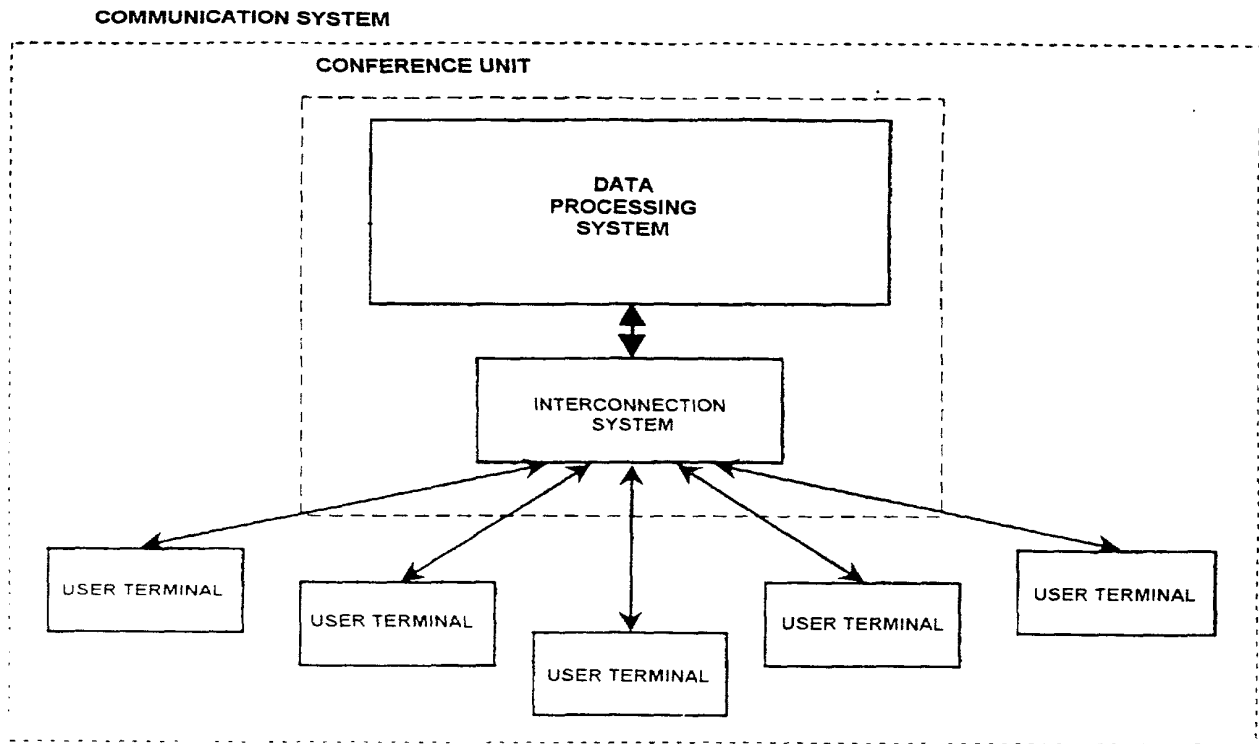 COMMUNICATION SYSTEM
CONFERENCE UNIT
DATA
PROCESSING
SYSTEM
INTERCONNECTION
SYSTEM
USER TERMINAL
USER TERMINAL
USER TERMINAL
USER TERMINAL
USER TERMINAL